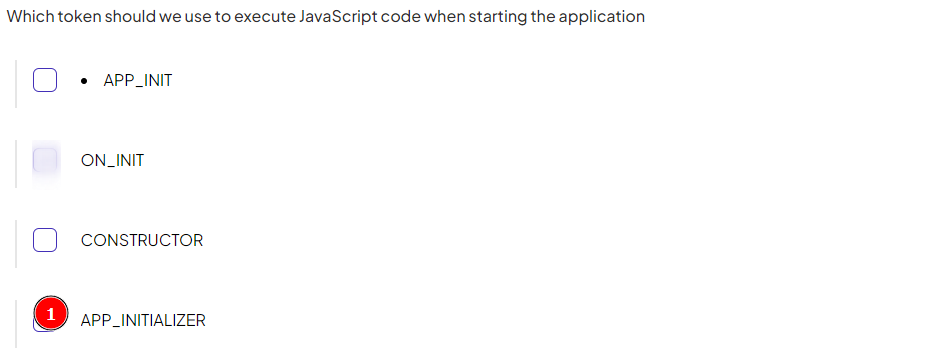 Which token should we use to execute JavaScript code when starting the application
• APP_INIT
ON_INIT
CONSTRUCTOR
1 APP_INITIALIZER